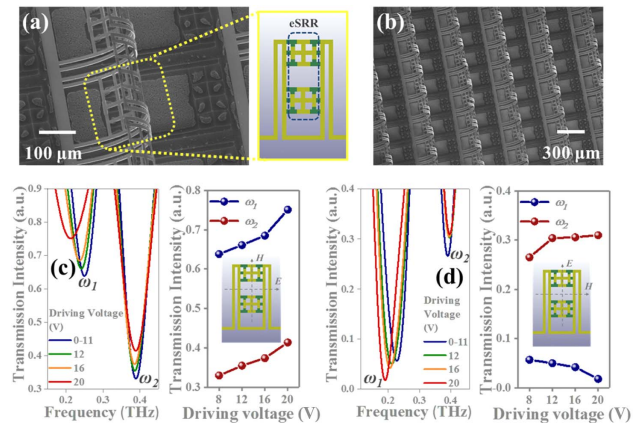 (a)
100 μm
eSRR
(b)
300 μm
Transmission Intensity (a.u.)
0.9
0.8
0.7
0.6
0.5
0.4
0.3
(c)
ω1
ω2
Driving Voltage
(V)
0-11
12
16
20
0.2 0.4
Frequency (THz)
Transmission Intensity (a.u.)
0.8
0.7
0.6
0.5
0.4
0.3
ω1
ω2
H
E
8 12 16 20
Driving voltage (V)
Transmission Intensity (a.u.)
0.4
0.3
0.2
0.1
0.0
(d)
ω2
ω1
Driving
Voltage
(V)
0-11
12
16
20
0.2 0.4
Frequency (THz)
Transmission Intensity (a.u.)
0.4
0.3
0.2
0.1
0.0
ω1
ω2
E
H
8 12 16 20
Driving voltage (V)